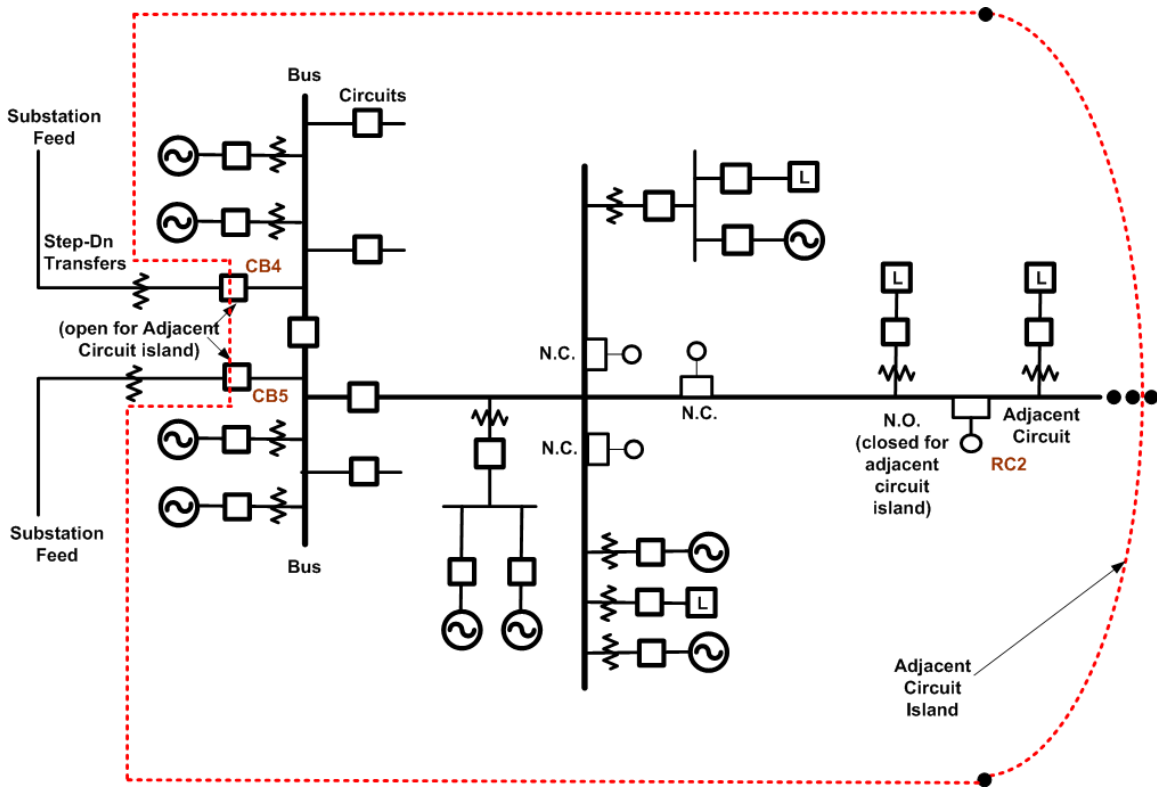 Bus
Circuits
Substation
Feed
L
Step-Dn
Transfers
CB4
L
L
(open for Adjacent
Circuit island)
N.C.
CB5
N.C.
N.O.
(closed for
adjacent
circuit
island)
Adjacent
Circuit
N.C.
RC2
Substation
Feed
Bus
L
Adjacent
Circuit
Island